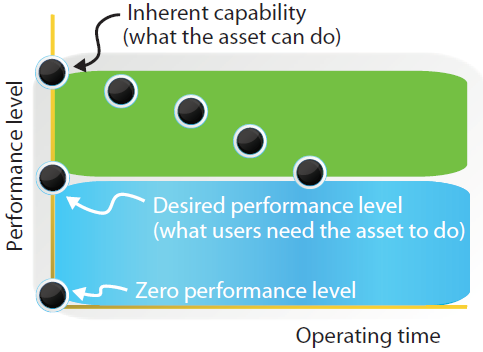 Inherent capability
(what the asset can do)
Performance level
Desired performance level
(what users need the asset to do)
Zero performance level
Operating time